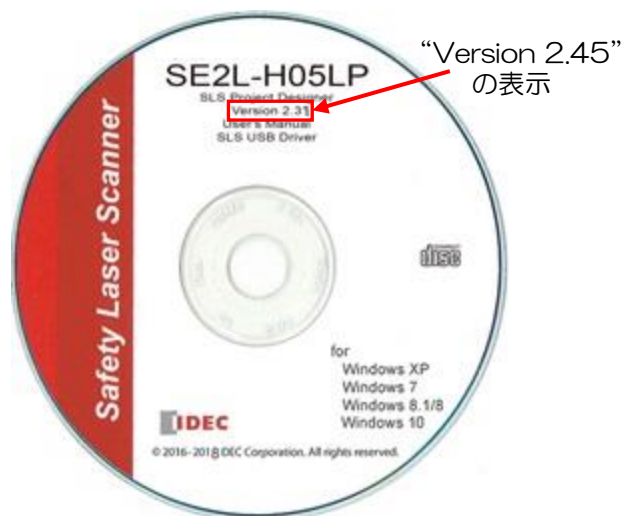 “Version 2.45”
の表示
SE2L-H05LP
SLS Project Designer
Version 2.31
User's Manual
SLS USB Driver
Safety Laser Scanner
disc
for
Windows XP
Windows 7
Windows 8.1/8
Windows 10
IDEC
© 2016-2018 DEC Corporation. All rights reserved.